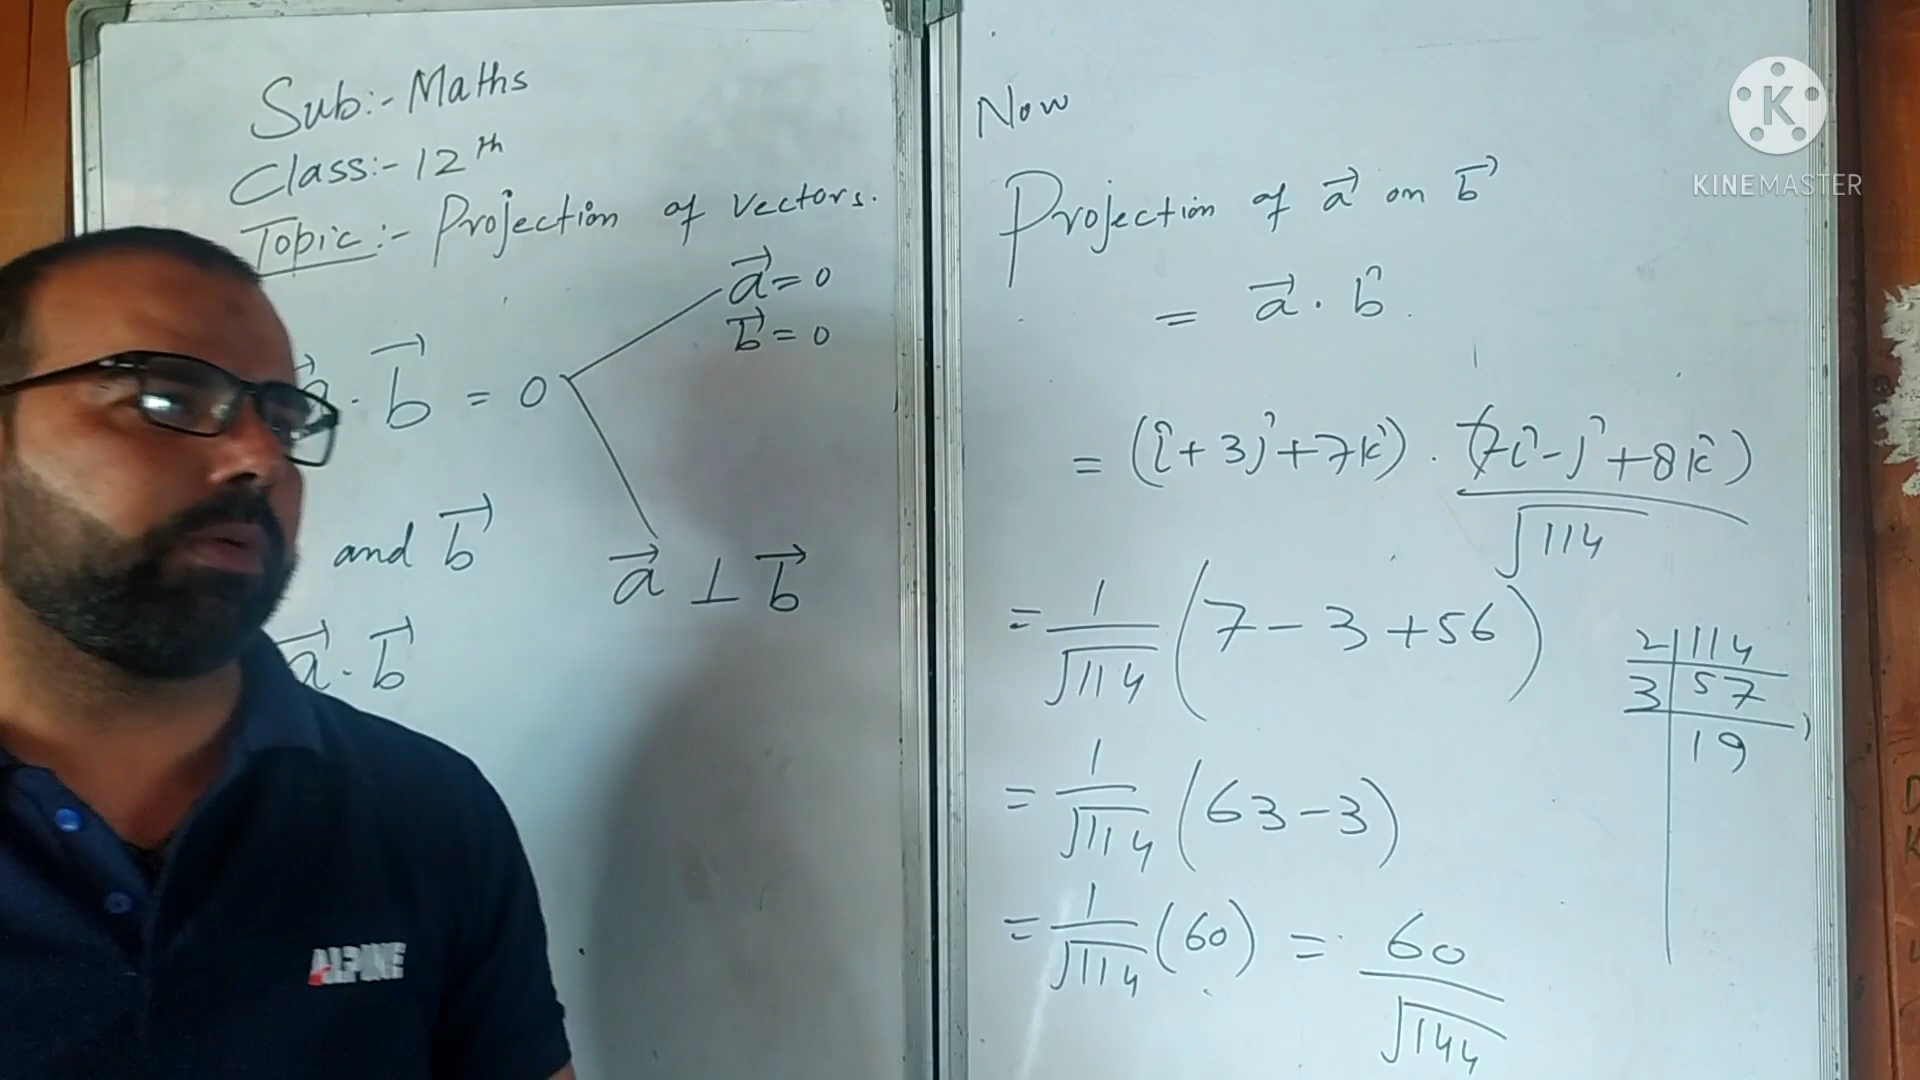 Sub:- Maths
Class:- 12th
Topic:- Projection of vectors.
a⃗ = 0
b⃗ = 0
a⃗ . b⃗ = 0
and b⃗
a⃗ ⊥ b⃗
a⃗ . b⃗
Now
Projection of a⃗ on b⃗
= a⃗ . b̂.
= (î + 3ĵ + 7k̂) . (7î - ĵ + 8k̂) / √114
= 1/√114 (7 - 3 + 56)
= 1/√114 (63 - 3)
= 1/√114 (60) = 60/√144
2 | 114
3 | 57
19
K
KINEMASTER
ALPINE